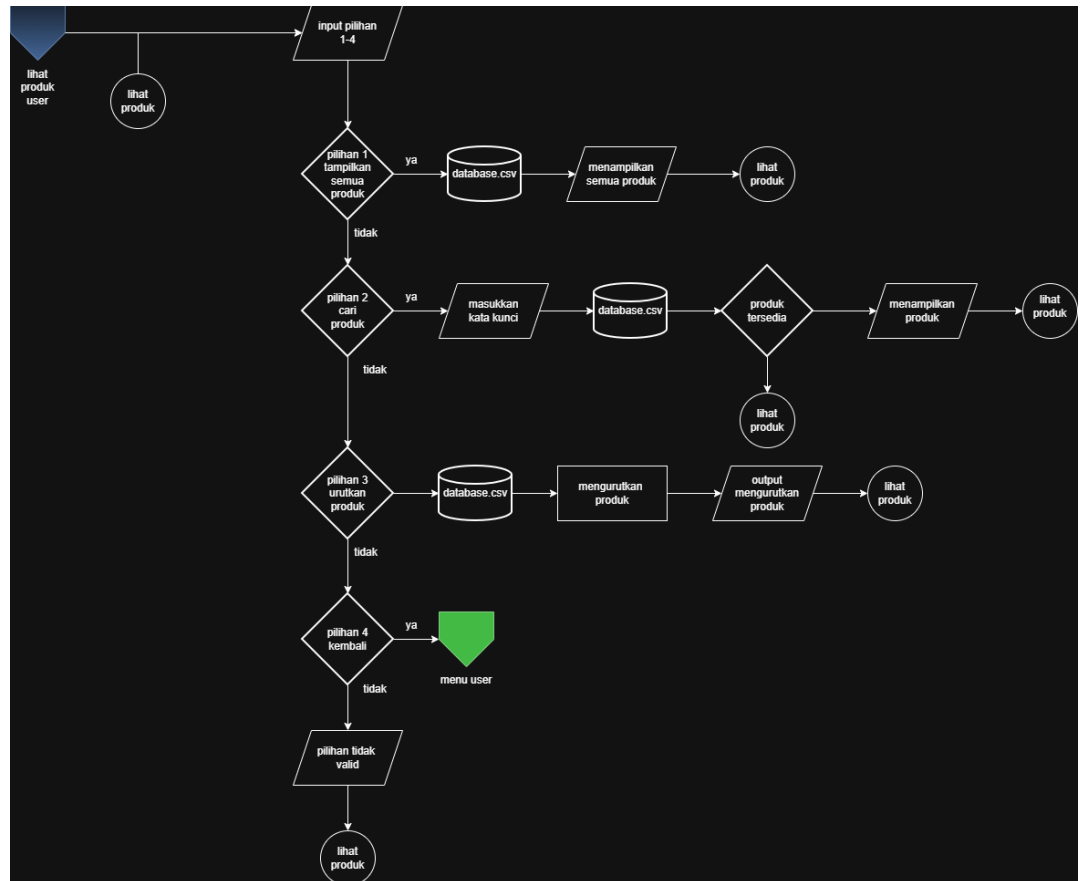 input pilihan
1-4
lihat
produk
user
lihat
produk
pilihan 1
tampilkan
semua
produk
ya
database.csv
menampilkan
semua produk
lihat
produk
tidak
pilihan 2
cari
produk
ya
masukkan
kata kunci
database.csv
produk
tersedia
menampilkan
produk
lihat
produk
tidak
lihat
produk
pilihan 3
urutkan
produk
database.csv
mengurutkan
produk
output
mengurutkan
produk
lihat
produk
tidak
pilihan 4
kembali
ya
menu user
tidak
pilihan tidak
valid
lihat
produk